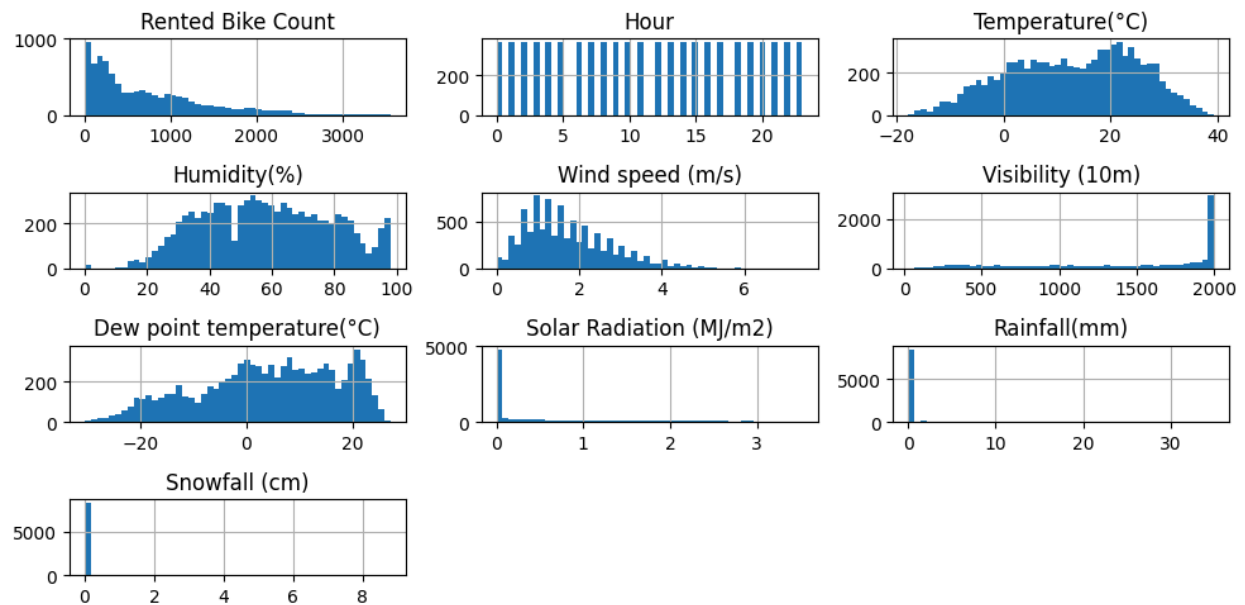 Rented Bike Count
1000
0
0 1000 2000 3000
Hour
200
0
0 5 10 15 20
Temperature(°C)
200
0
−20 0 20 40
Humidity(%)
200
0
0 20 40 60 80 100
Wind speed (m/s)
500
0
0 2 4 6
Visibility (10m)
2000
0
0 500 1000 1500 2000
Dew point temperature(°C)
200
0
−20 0 20
Solar Radiation (MJ/m2)
5000
0
0 1 2 3
Rainfall(mm)
5000
0
0 10 20 30
Snowfall (cm)
5000
0
0 2 4 6 8